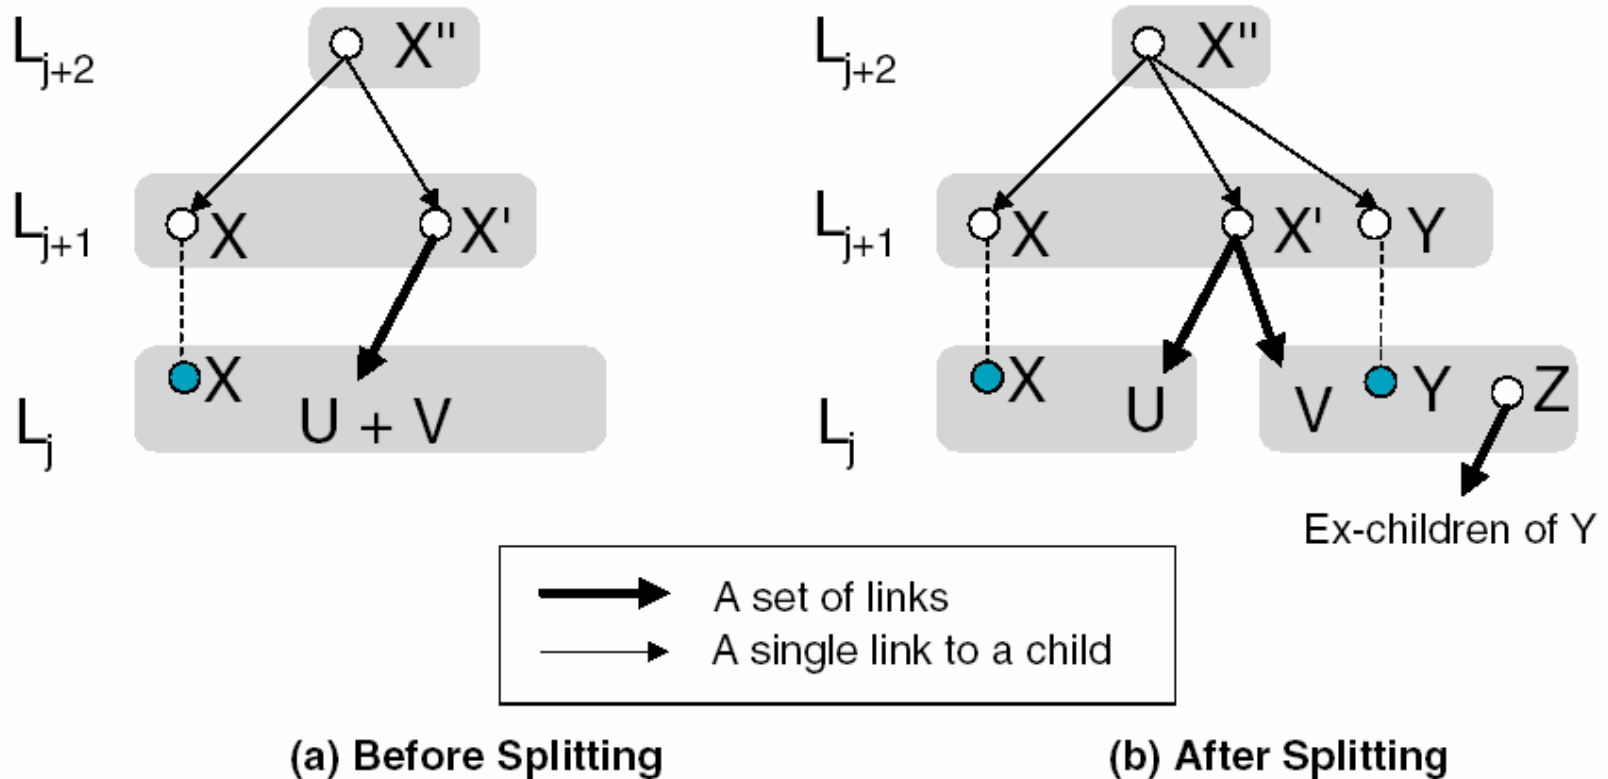 L_{j+2} X"
L_{j+1} X X'
X
L_j U + V
L_{j+2} X"
L_{j+1} X X' Y
X Y Z
L_j U V
Ex-children of Y
A set of links
A single link to a child
(a) Before Splitting
(b) After Splitting